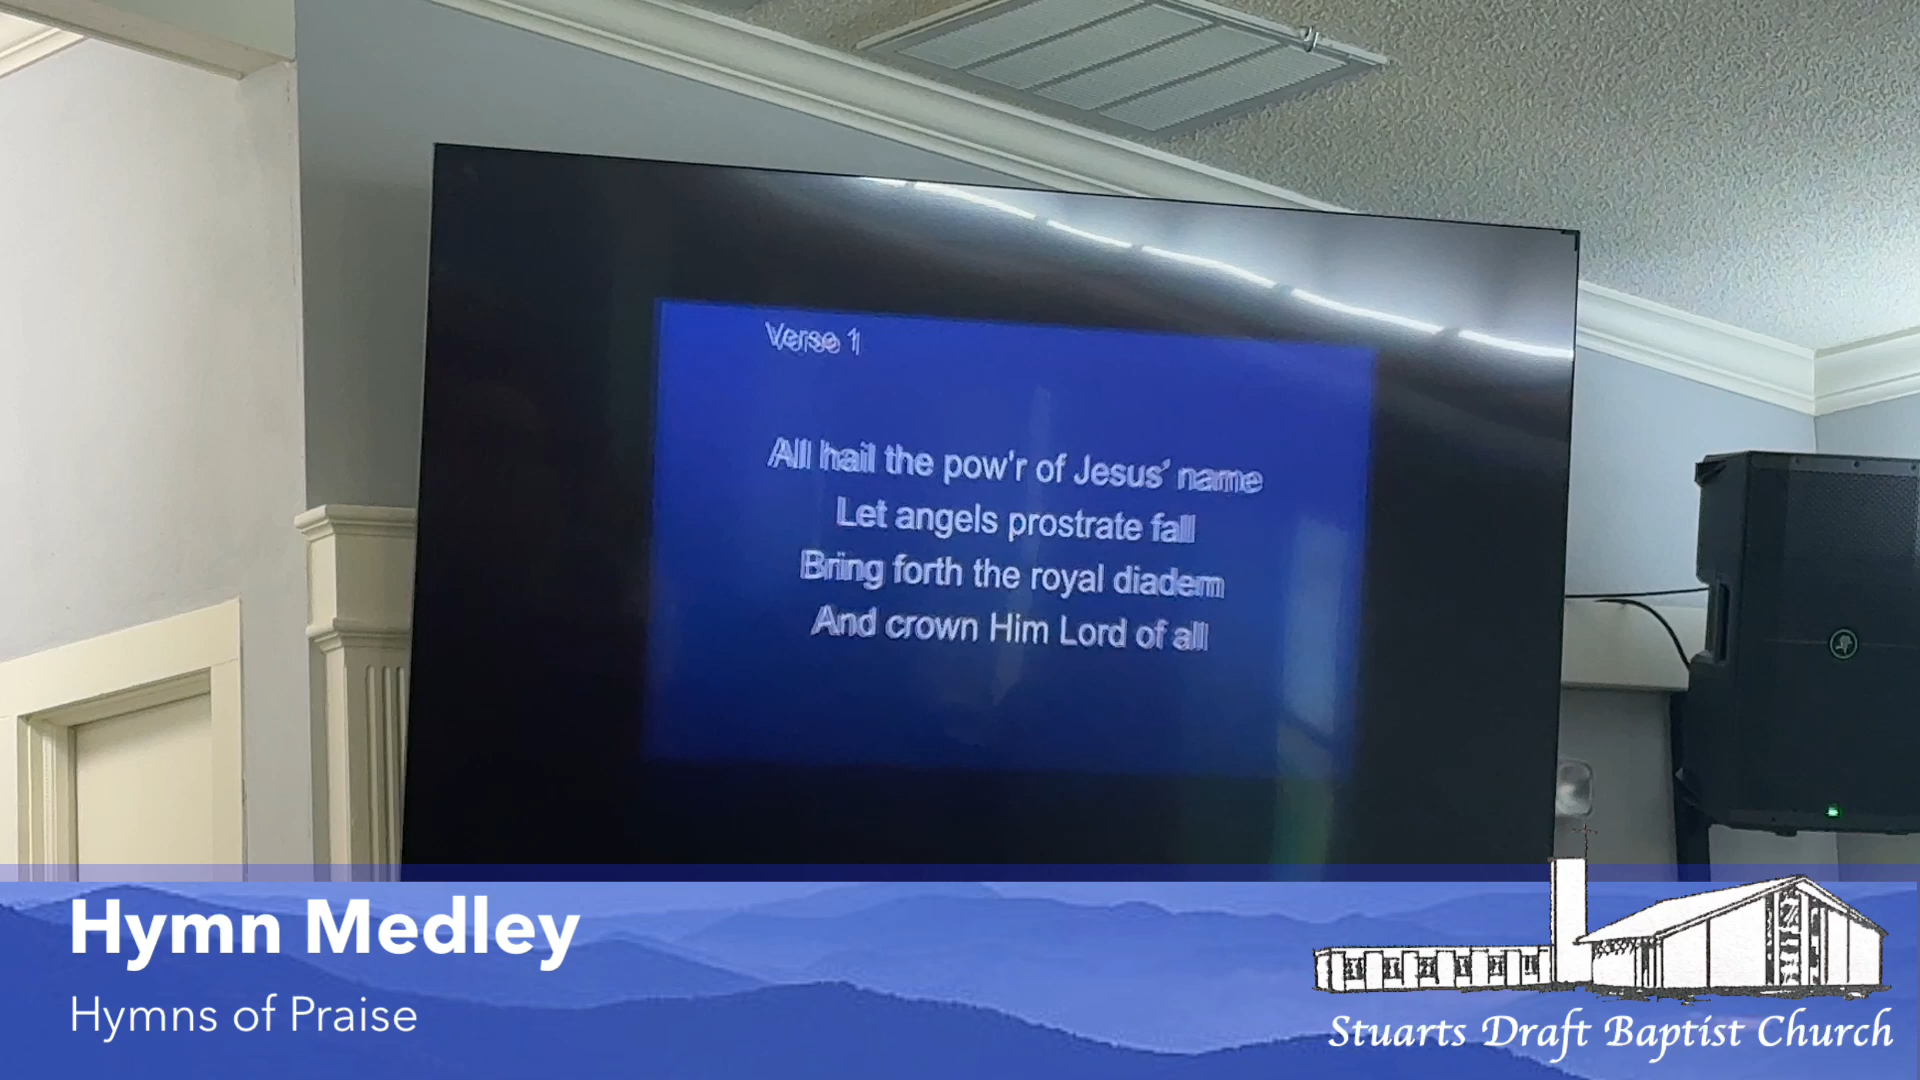 Verse 1
All hail the pow'r of Jesus' name
Let angels prostrate fall
Bring forth the royal diadem
And crown Him Lord of all
Hymn Medley
Hymns of Praise
Stuarts Draft Baptist Church